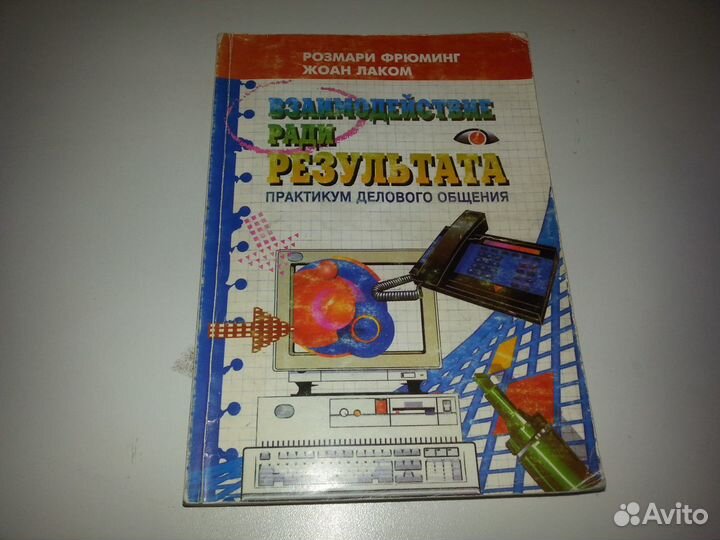 РОЗМАРИ ФРЮМИНГ
ЖОАН ЛАКОМ
ВЗАИМОДЕЙСТВИЕ
РАДИ
РЕЗУЛЬТАТА
ПРАКТИКУМ ДЕЛОВОГО ОБЩЕНИЯ
Avito